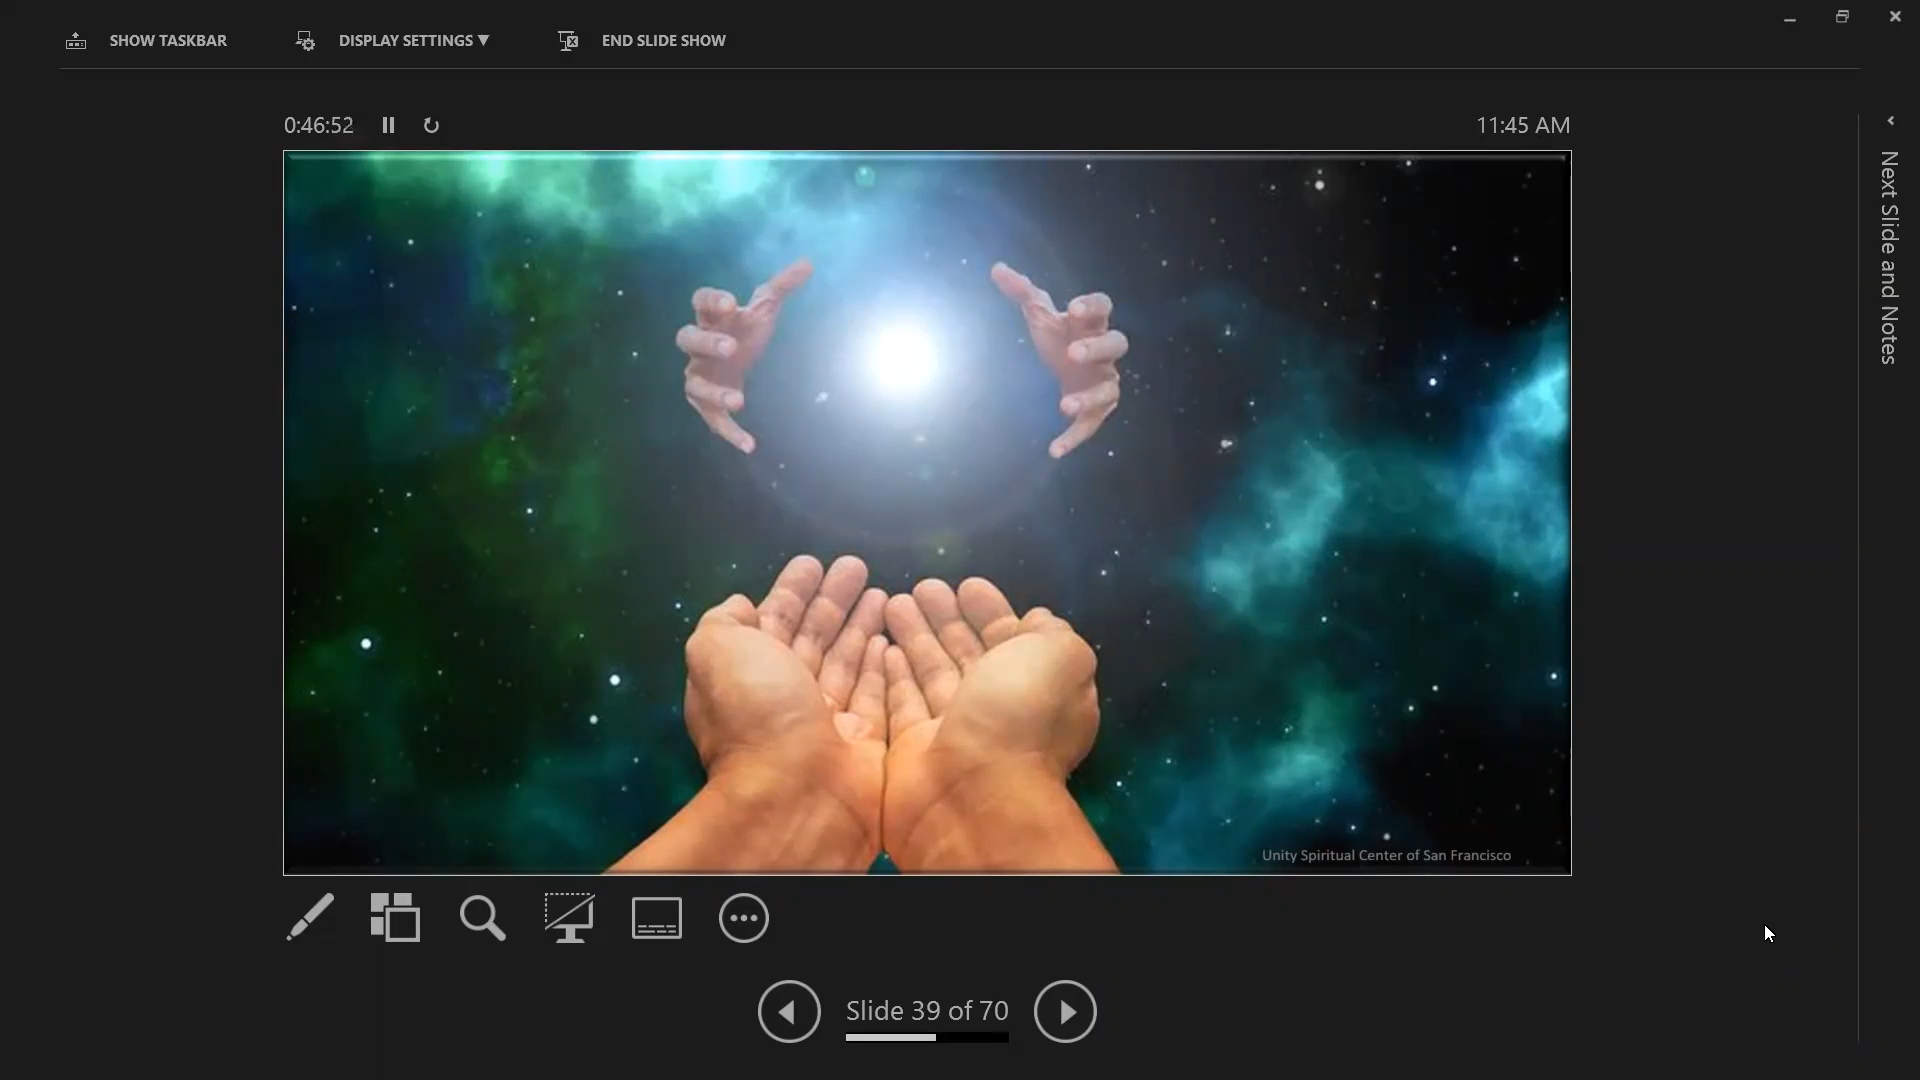 SHOW TASKBAR
DISPLAY SETTINGS ▼
END SLIDE SHOW
0:46:52
11:45 AM
Next Slide and Notes
Unity Spiritual Center of San Francisco
Slide 39 of 70